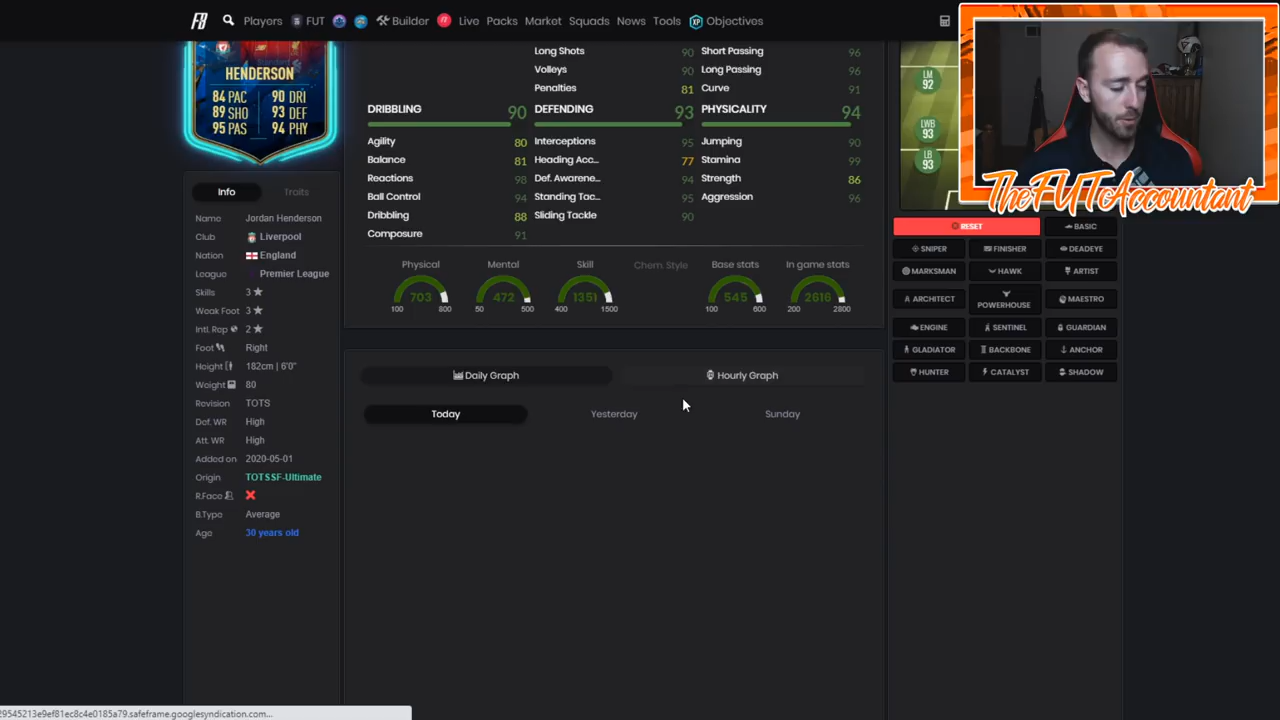 FB Players FUT Builder Live Packs Market Squads News Tools XP Objectives
HENDERSON
84 PAC 90 DRI
89 SHO 93 DEF
95 PAS 94 PHY
Long Shots 90 Short Passing 96
Volleys 90 Long Passing 96
Penalties 81 Curve 91
DRIBBLING 90 DEFENDING 93 PHYSICALITY 94
Agility 80 Interceptions 95 Jumping 90
Balance 81 Heading Acc... 77 Stamina 99
Reactions 98 Def. Awarene... 94 Strength 86
Ball Control 94 Standing Tac... 95 Aggression 96
Dribbling 88 Sliding Tackle 90
Composure 91
Physical Mental Skill Chem. Style Base stats In game stats
703 472 1351 545 2616
100 800 50 500 400 1500 100 600 200 2800
Daily Graph Hourly Graph
Today Yesterday Sunday
Info Traits
Name Jordan Henderson
Club Liverpool
Nation England
League Premier League
Skills 3
Weak Foot 3
Intl. Rep 2
Foot Right
Height 182cm | 6'0"
Weight 80
Revision TOTS
Def. WR High
Att. WR High
Added on 2020-05-01
Origin TOTSSF-Ultimate
R.Face
B.Type Average
Age 30 years old
LM
92
LWB
93
LB
93
TheFUTAccountant
RESET BASIC
SNIPER FINISHER DEADEYE
MARKSMAN HAWK ARTIST
ARCHITECT POWERHOUSE MAESTRO
ENGINE SENTINEL GUARDIAN
GLADIATOR BACKBONE ANCHOR
HUNTER CATALYST SHADOW
29545213e9ef81ec8c4e0185a79.safeframe.googlesyndication.com...